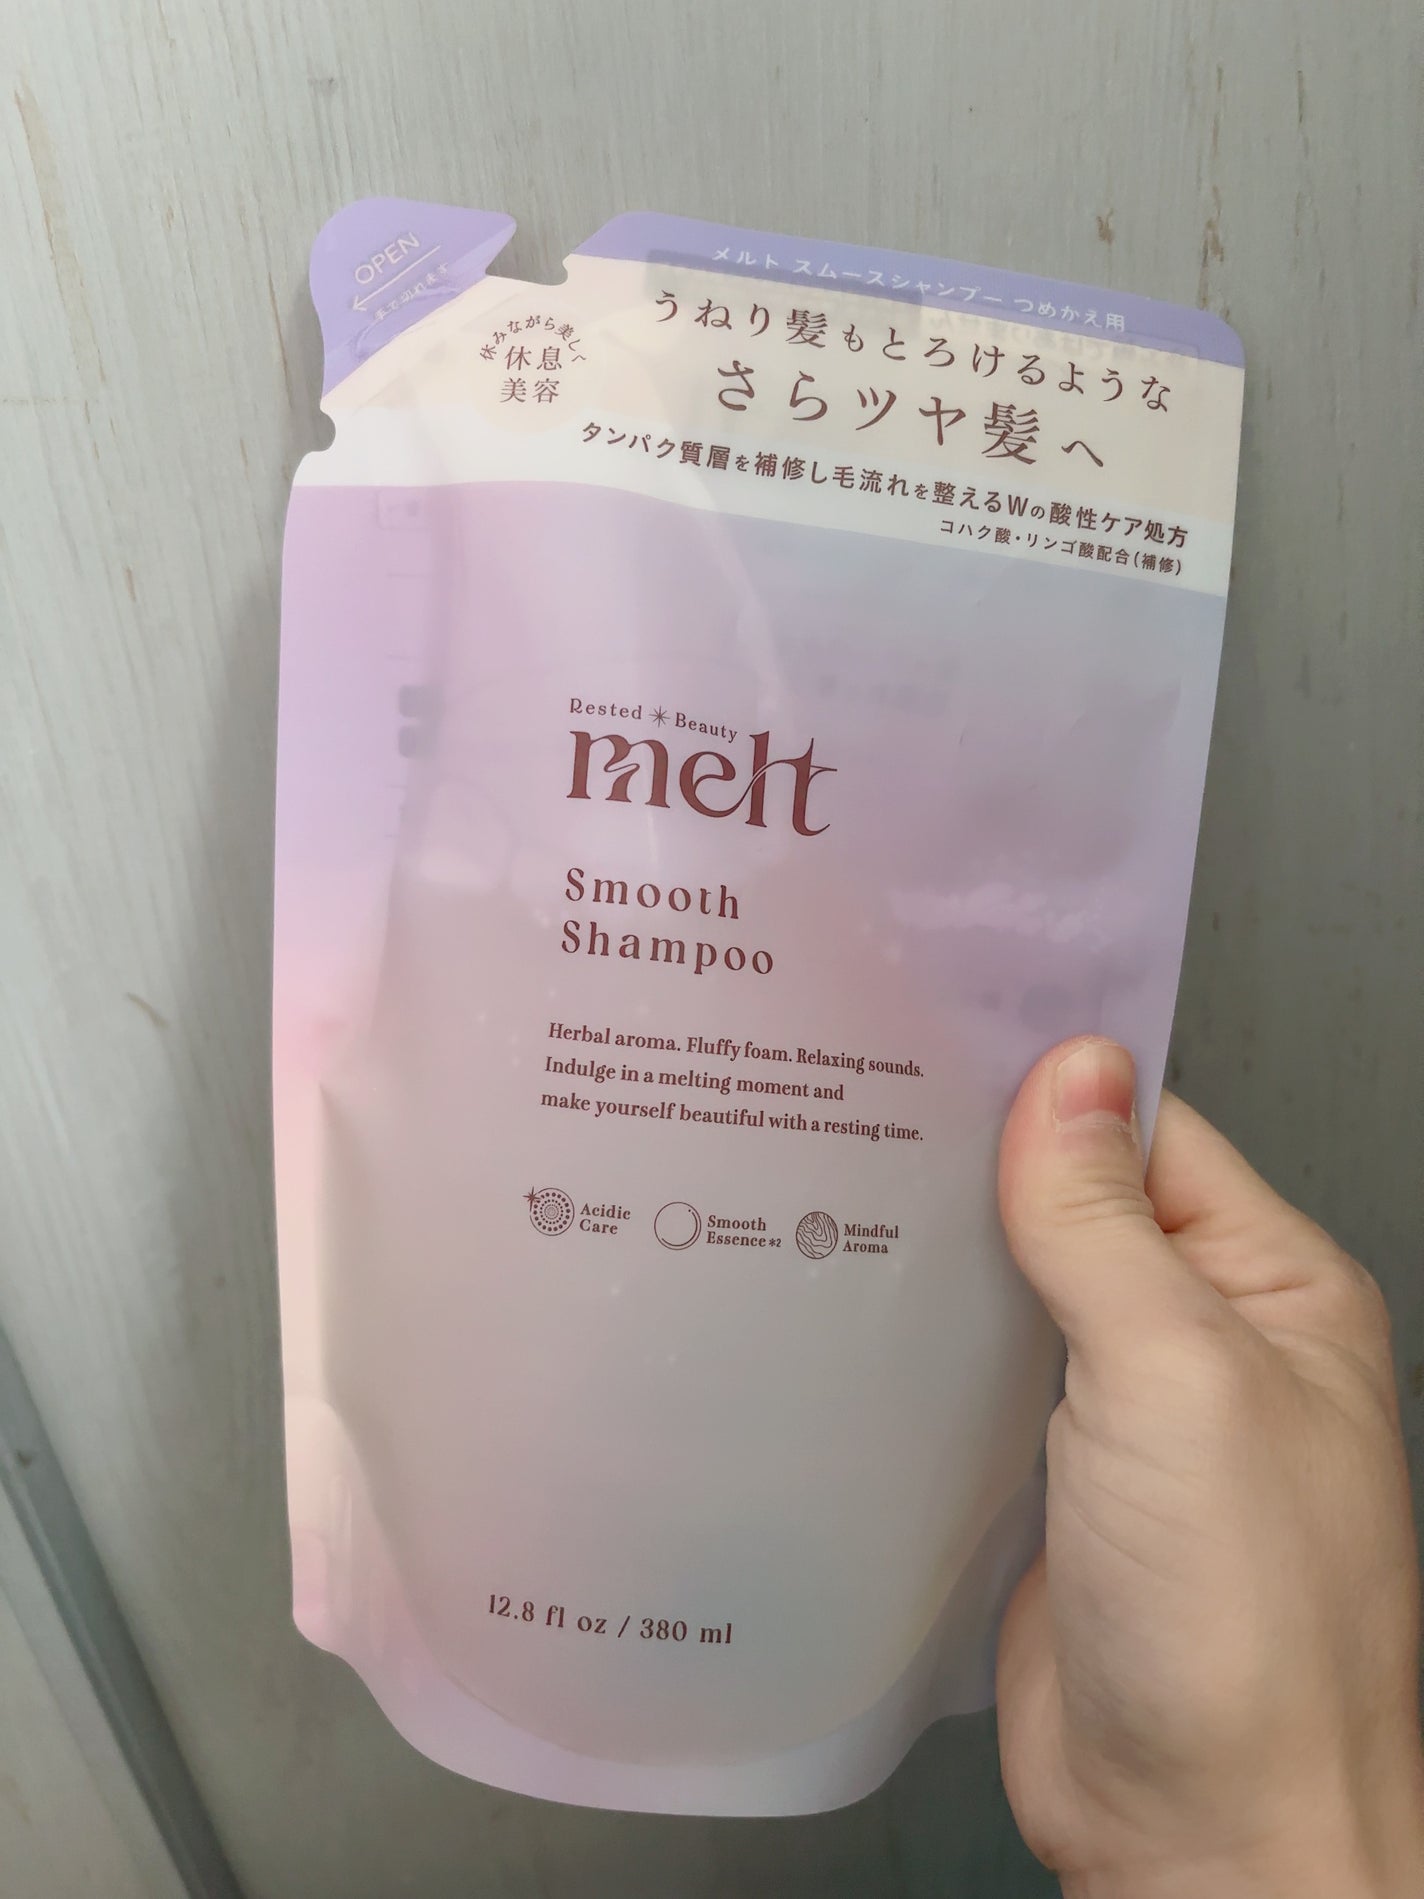 OPEN
まで切れます
メルト スムースシャンプー つめかえ用
休みながら美しく
休息
美容
うねり髪もとろけるような
さらツヤ髪へ
タンパク質層を補修し毛流れを整えるWの酸性ケア処方
コハク酸・リンゴ酸配合(補修)
Rested Beauty
melt
Smooth
Shampoo
Herbal aroma. Fluffy foam. Relaxing sounds.
Indulge in a melting moment and
make yourself beautiful with a resting time.
Acidic
Care
Smooth
Essence*2
Mindful
Aroma
12.8 fl oz / 380 ml